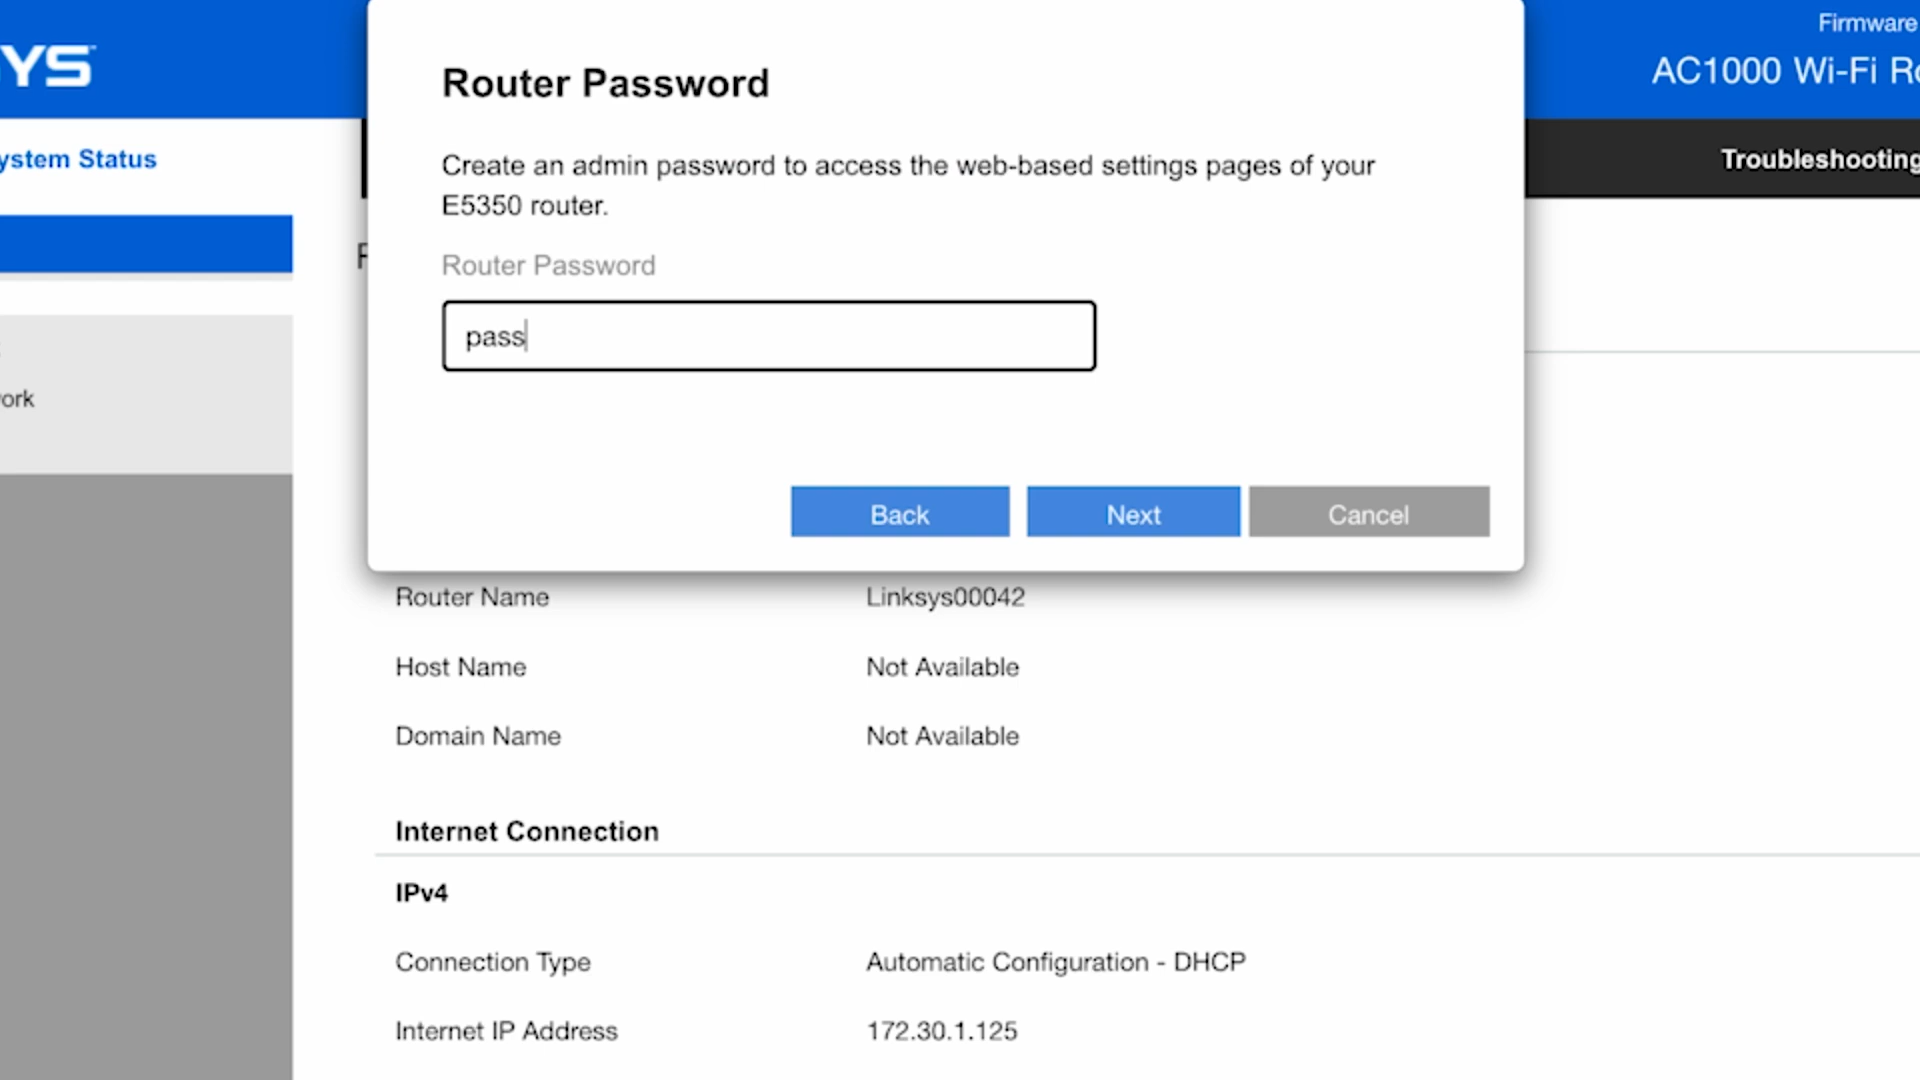 YS
Firmware
AC1000 Wi-Fi Ro
ystem Status
Troubleshooting
Router Password
Create an admin password to access the web-based settings pages of your
E5350 router.
Router Password
pass
ork
Back
Next
Cancel
Router Name
Linksys00042
Host Name
Not Available
Domain Name
Not Available
Internet Connection
IPv4
Connection Type
Automatic Configuration - DHCP
Internet IP Address
172.30.1.125